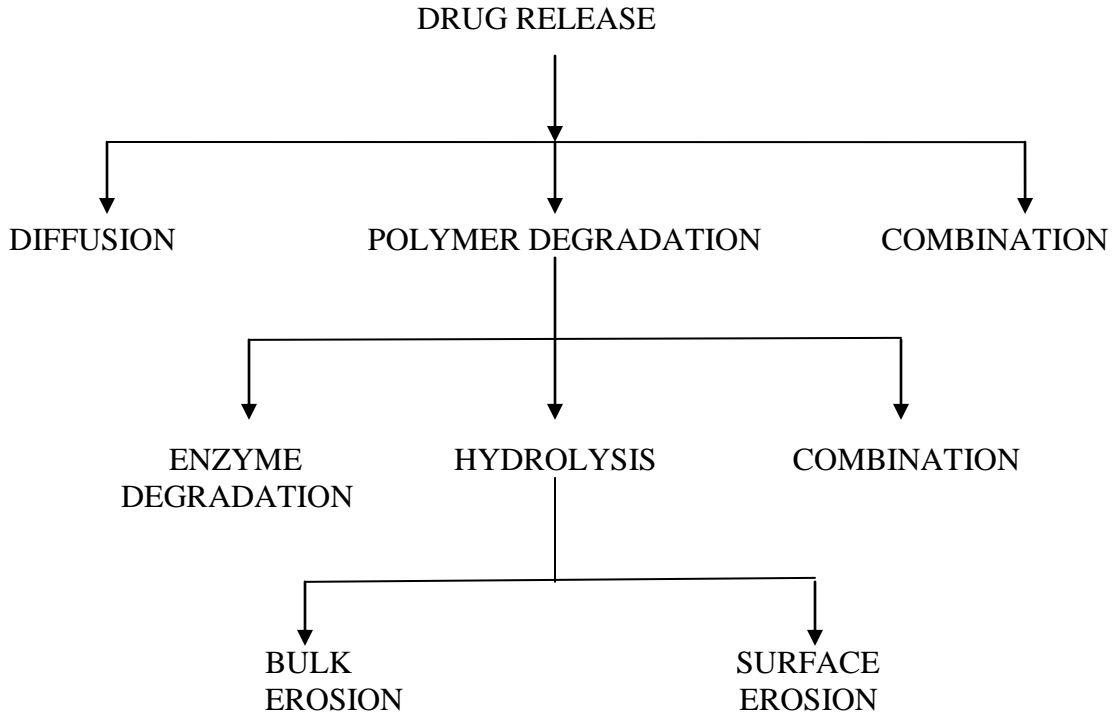 DRUG RELEASE
DIFFUSION
POLYMER DEGRADATION
COMBINATION
ENZYME
DEGRADATION
HYDROLYSIS
COMBINATION
BULK
EROSION
SURFACE
EROSION